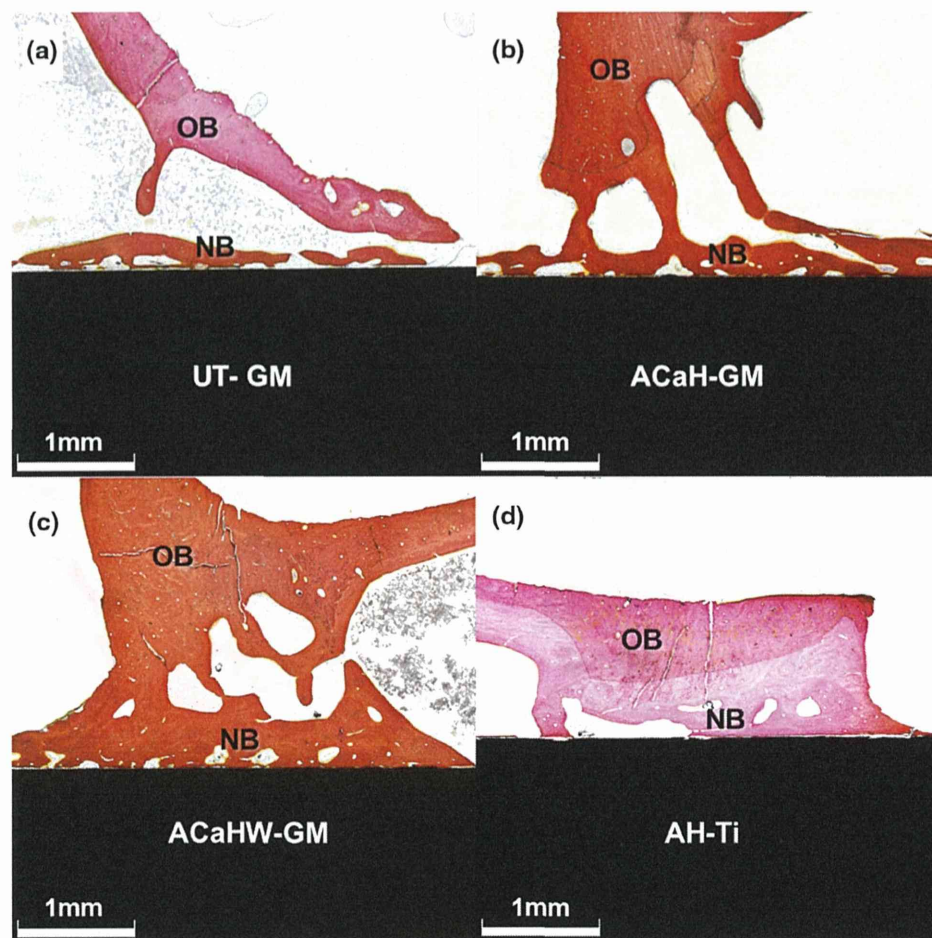 (a)
OB
NB
UT- GM
1mm
(b)
OB
NB
ACaH-GM
1mm
(c)
OB
NB
ACaHW-GM
1mm
(d)
OB
NB
AH-Ti
1mm